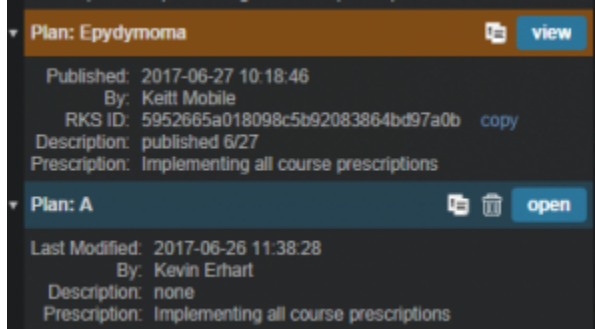 Plan: Epydymoma
view
Published: 2017-06-27 10:18:46
By: Keitt Mobile
RKS ID: 5952665a018098c5b92083864bd97a0b copy
Description: published 6/27
Prescription: Implementing all course prescriptions
Plan: A
open
Last Modified: 2017-06-26 11:38:28
By: Kevin Erhart
Description: none
Prescription: Implementing all course prescriptions